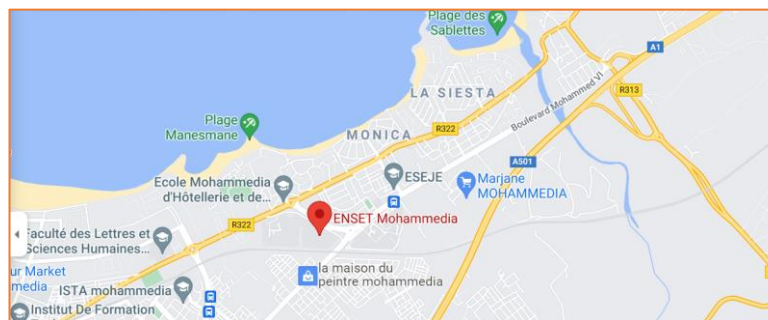 Plage des
Sablettes
A1
LA SIESTA
R313
Plage
Manesmane
Boulevard Mohammed VI
MONICA
R322
A501
Ecole Mohammedia
d'Hôtellerie et de...
ESEJE
Marjane
MOHAMMEDIA
R322
ENSET Mohammedia
Faculté des Lettres et
Sciences Humaines...
ur Market
media
la maison du
peintre mohammedia
ISTA mohammedia
Institut De Formation